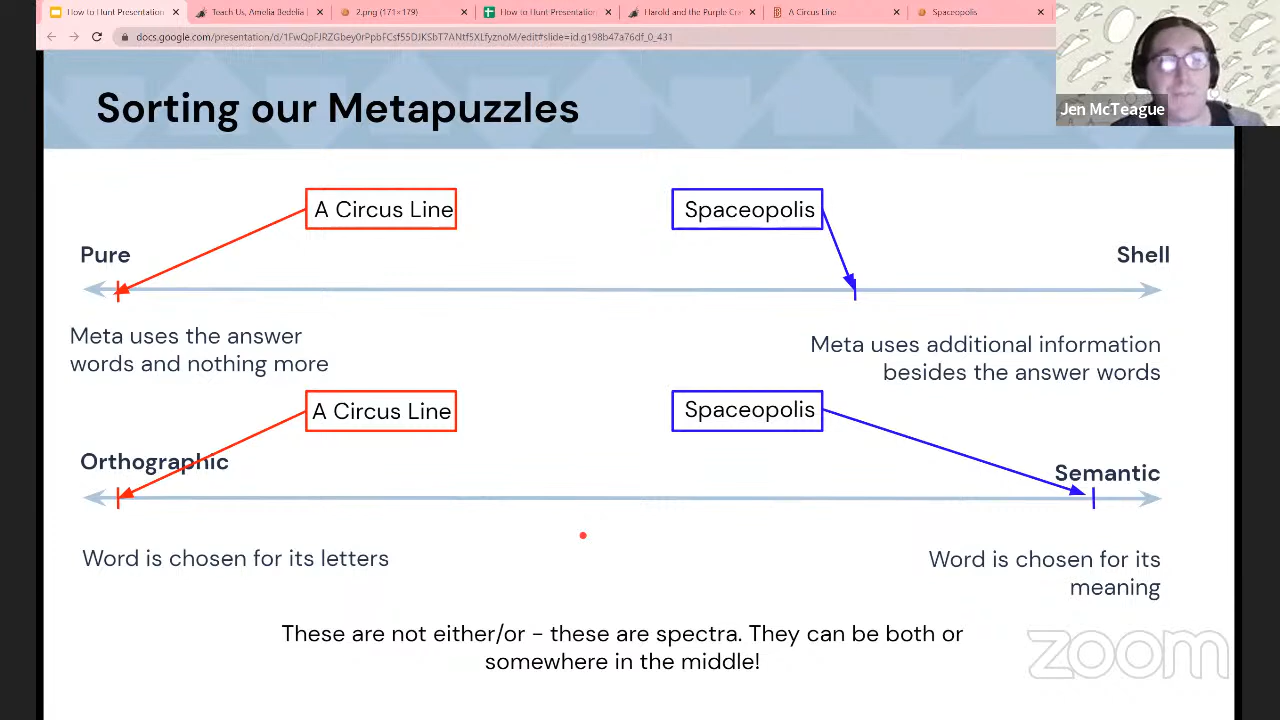 How to Hunt Presentation
Teach Us, Amelia Bedelia
2.png (171×179)
How to Hunt Presentation
Harold and the Purple Cr
A Circus Line
Spaceopolis
docs.google.com/presentation/d/1FwQpFJRZGbey0rPpbFCsf55DJKSbT7ANtf5XLfyznoM/edit#slide=id.g198b47a76df_0_431
Jen McTeague
Sorting our Metapuzzles
A Circus Line
Spaceopolis
Pure
Shell
Meta uses the answer
words and nothing more
Meta uses additional information
besides the answer words
A Circus Line
Spaceopolis
Orthographic
Semantic
Word is chosen for its letters
Word is chosen for its
meaning
These are not either/or - these are spectra. They can be both or
somewhere in the middle!
zoom